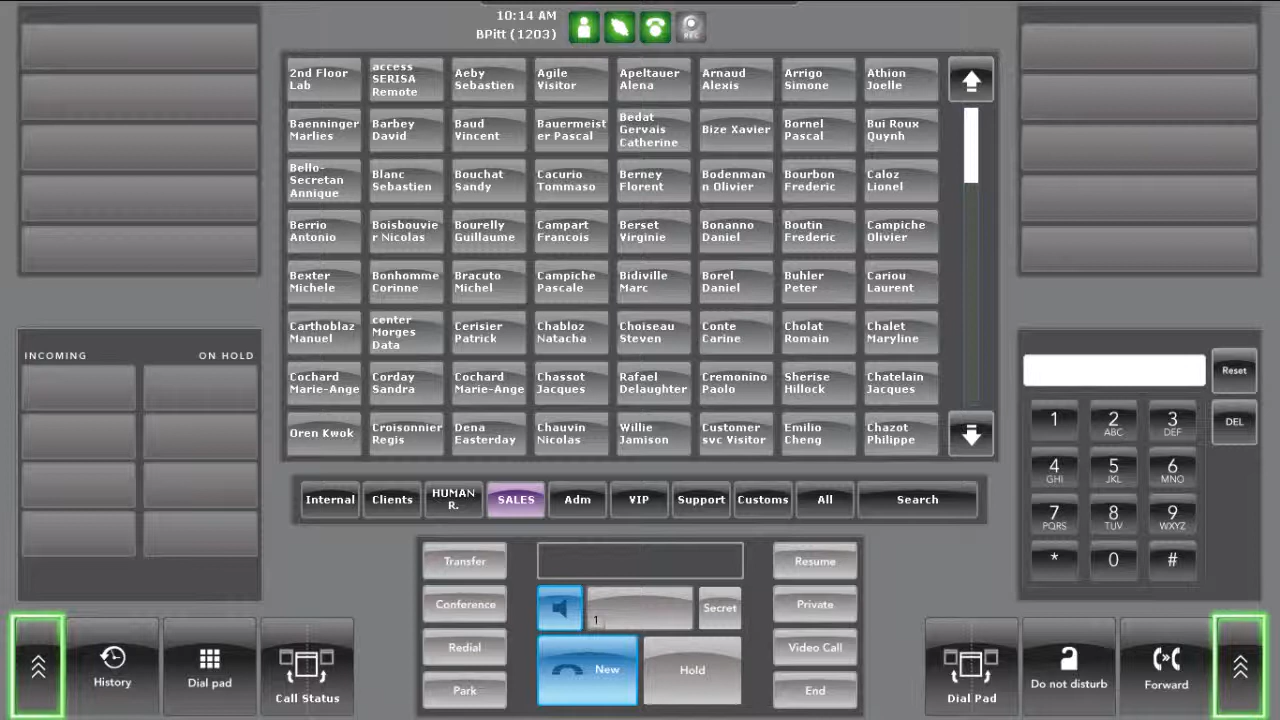 10:14 AM
BPitt (1203)
REC
2nd Floor
Lab
access
SERISA
Remote
Aeby
Sebastien
Agile
Visitor
Apeltauer
Alena
Arnaud
Alexis
Arrigo
Simone
Athion
Joelle
Baenninger
Marlies
Barbey
David
Baud
Vincent
Bauermeist
er Pascal
Bedat
Gervais
Catherine
Bize Xavier
Bornel
Pascal
Bui Roux
Quynh
Bello-
Secretan
Annique
Blanc
Sebastien
Bouchat
Sandy
Cacurio
Tommaso
Berney
Florent
Bodenman
n Olivier
Bourbon
Frederic
Caloz
Lionel
Berrio
Antonio
Boisbouvie
r Nicolas
Bourelly
Guillaume
Campart
Francois
Berset
Virginie
Bonanno
Daniel
Boutin
Frederic
Campiche
Olivier
Bexter
Michele
Bonhomme
Corinne
Bracuto
Michel
Campiche
Pascale
Bidiville
Marc
Borel
Daniel
Buhler
Peter
Cariou
Laurent
Carthoblaz
Manuel
center
Morges
Data
Cerisier
Patrick
Chabloz
Natacha
Choiseau
Steven
Conte
Carine
Cholat
Romain
Chalet
Maryline
Cochard
Marie-Ange
Corday
Sandra
Cochard
Marie-Ange
Chassot
Jacques
Rafael
Delaughter
Cremonino
Paolo
Sherise
Hillock
Chatelain
Jacques
Oren Kwok
Croisonnier
Regis
Dena
Easterday
Chauvin
Nicolas
Willie
Jamison
Customer
svc Visitor
Emilio
Cheng
Chazot
Philippe
INCOMING
ON HOLD
Internal
Clients
HUMAN
R.
SALES
Adm
VIP
Support
Customs
All
Search
Reset
DEL
1
2
ABC
3
DEF
4
GHI
5
JKL
6
MNO
7
PQRS
8
TUV
9
WXYZ
*
0
#
Transfer
Conference
Redial
Park
1
Secret
New
Hold
Resume
Private
Video Call
End
History
Dial pad
Call Status
Dial Pad
Do not disturb
Forward